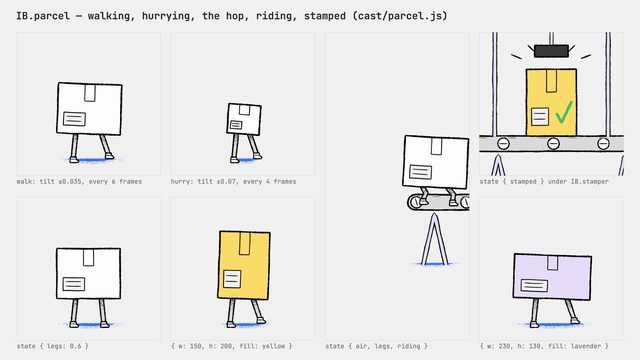 IB.parcel — walking, hurrying, the hop, riding, stamped (cast/parcel.js)
walk: tilt ±0.035, every 6 frames
hurry: tilt ±0.07, every 4 frames
state { stamped } under IB.stamper
state { legs: 0.6 }
{ w: 150, h: 200, fill: yellow }
state { air, legs, riding }
{ w: 230, h: 130, fill: lavender }